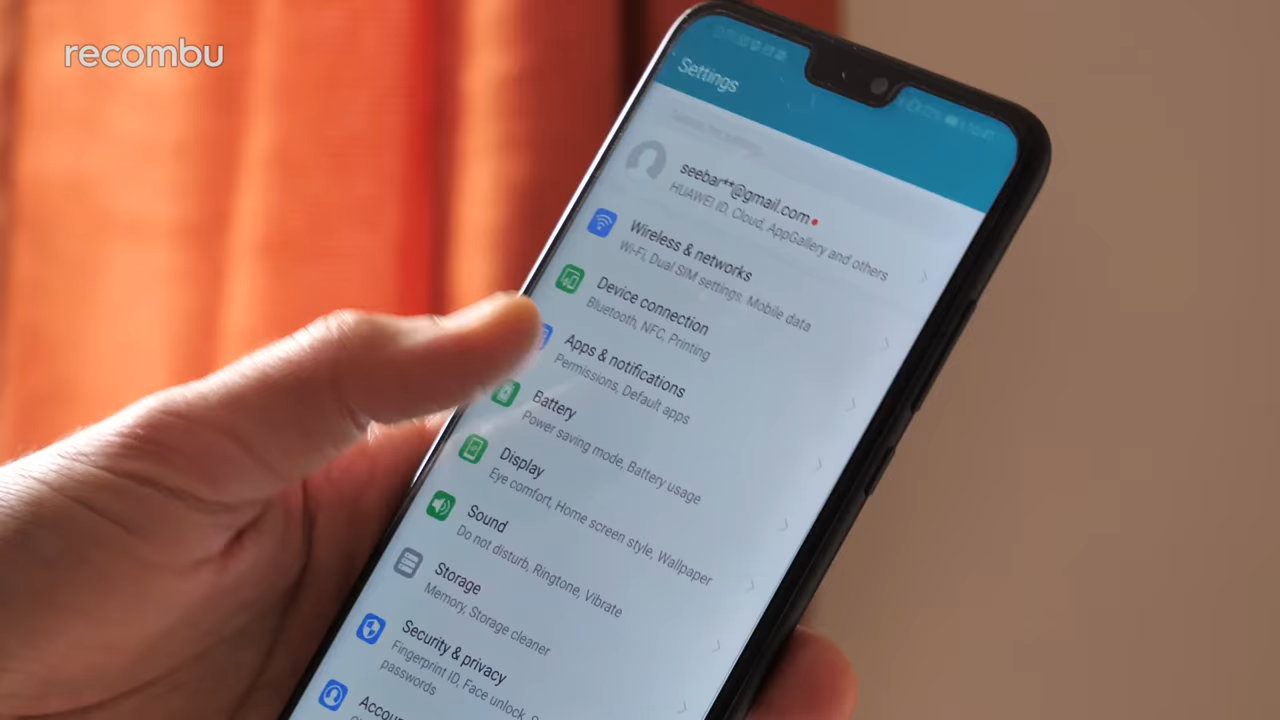 recombu
Settings
seebar**@gmail.com
HUAWEI ID, Cloud, AppGallery and others
Wireless & networks
Wi-Fi, Dual SIM settings, Mobile data
Device connection
Bluetooth, NFC, Printing
Apps & notifications
Permissions, Default apps
Battery
Power saving mode, Battery usage
Display
Eye comfort, Home screen style, Wallpaper
Sound
Do not disturb, Ringtone, Vibrate
Storage
Memory, Storage cleaner
Security & privacy
Fingerprint ID, Face unlock,
passwords